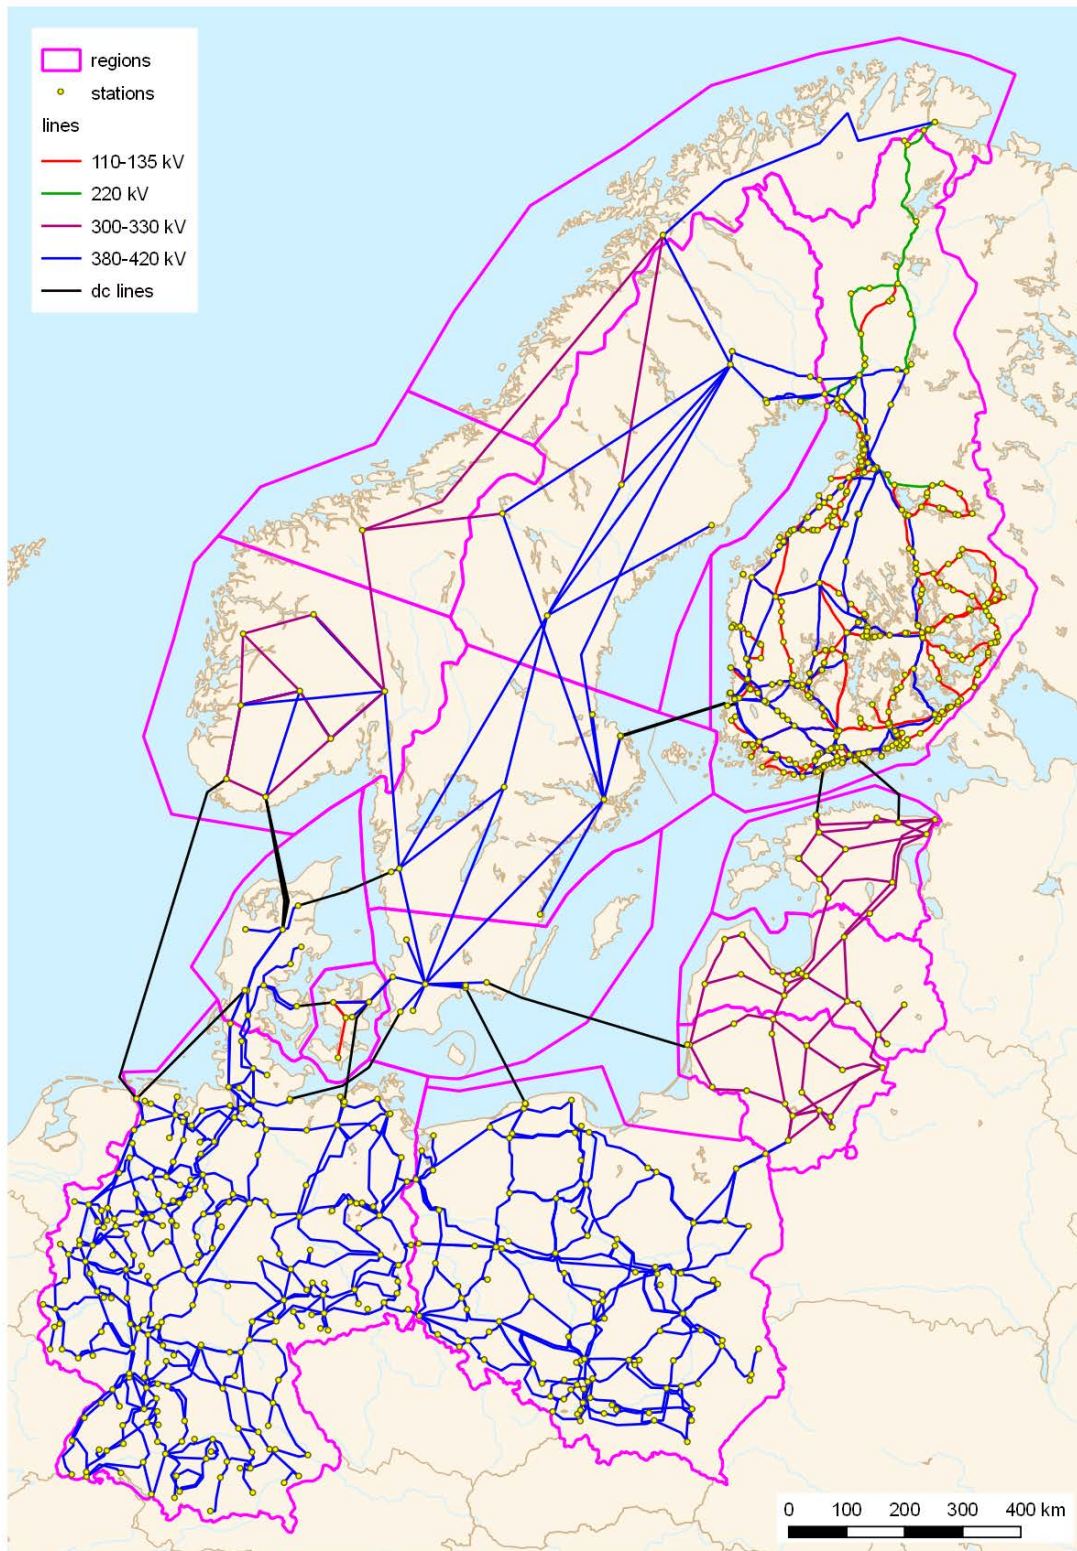 regions
stations
lines
110-135 kV
220 kV
300-330 kV
380-420 kV
dc lines
0 100 200 300 400 km